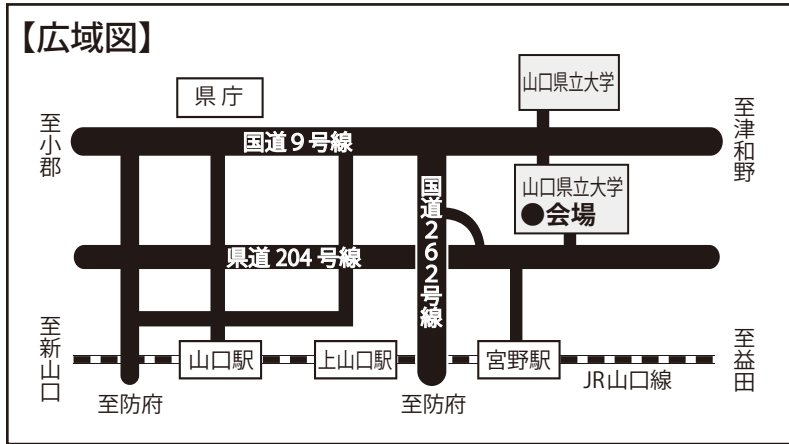 【広域図】
県庁
山口県立大学
至小郡
国道9号線
至津和野
山口県立大学
●会場
国道262号線
県道204号線
至新山口
山口駅
上山口駅
宮野駅
JR山口線
至益田
至防府
至防府